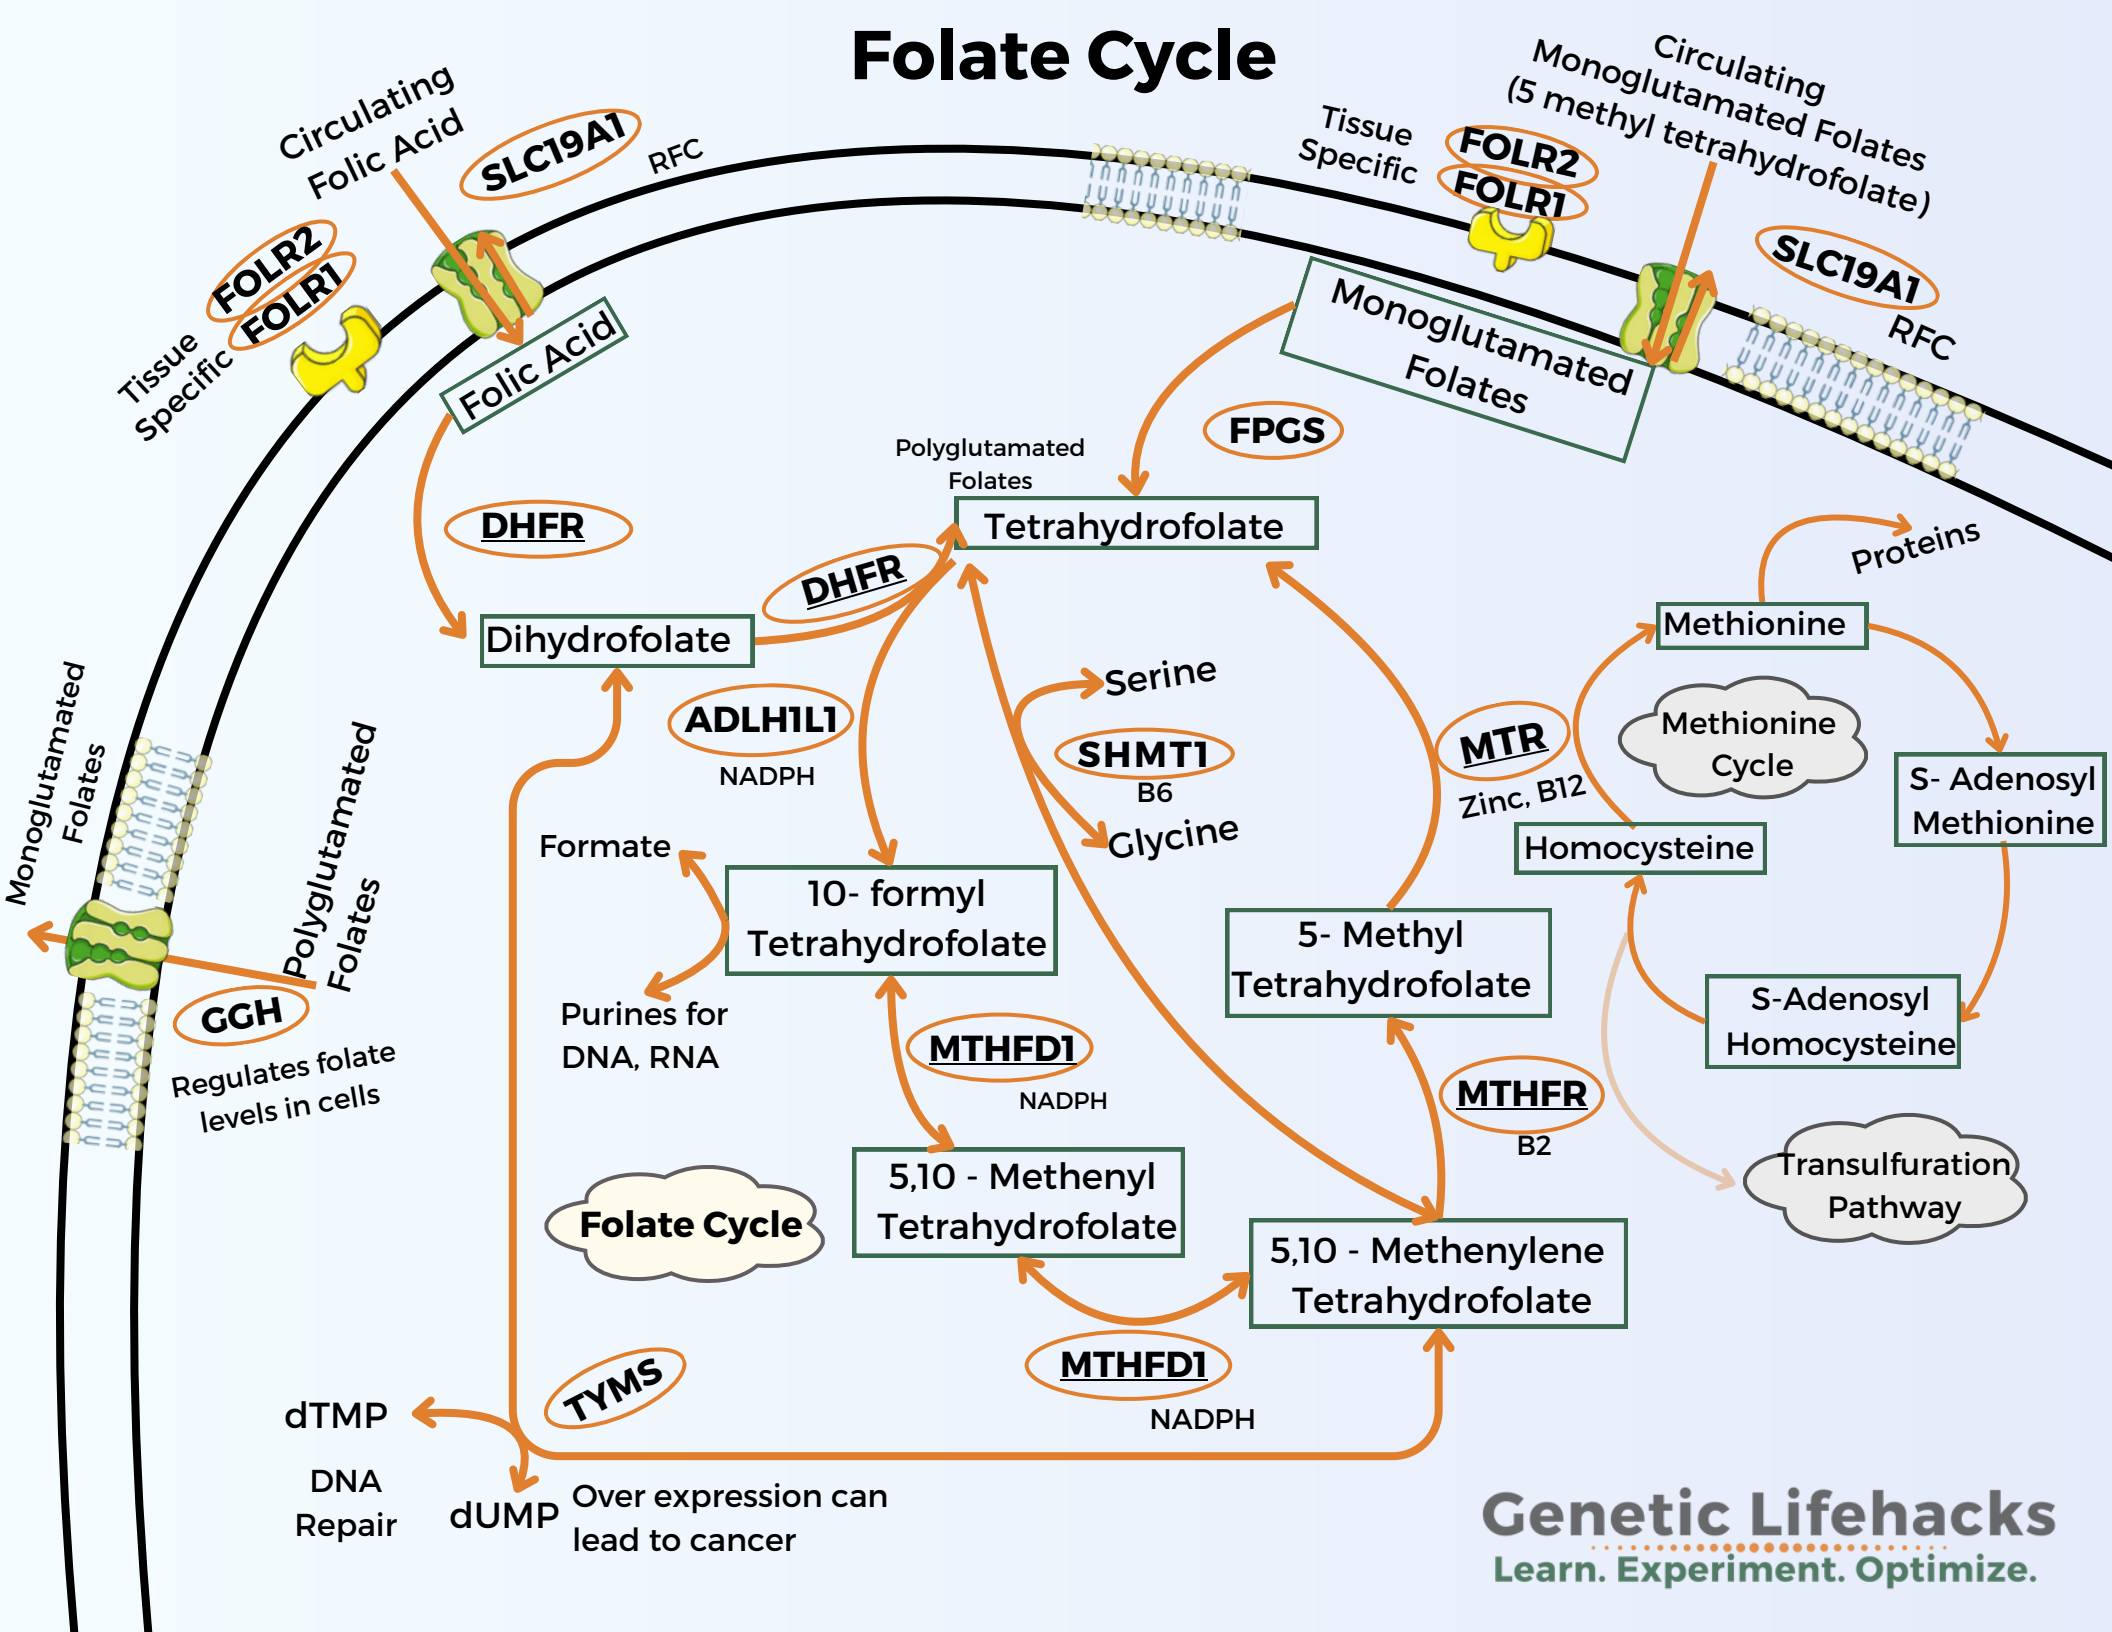 Folate Cycle
Circulating
Folic Acid
SLC19A1
RFC
FOLR2
FOLR1
Tissue
Specific
Folic Acid
Tissue
Specific
FOLR2
FOLR1
Circulating
Monoglutamated Folates
(5 methyl tetrahydrofolate)
SLC19A1
RFC
Monoglutamated
Folates
FPGS
Polyglutamated
Folates
Tetrahydrofolate
DHFR
DHFR
Dihydrofolate
ADLH1L1
NADPH
Serine
SHMT1
B6
Glycine
MTR
Zinc, B12
Proteins
Methionine
Methionine
Cycle
S- Adenosyl
Methionine
Homocysteine
S-Adenosyl
Homocysteine
Transulfuration
Pathway
Formate
10- formyl
Tetrahydrofolate
Purines for
DNA, RNA
5- Methyl
Tetrahydrofolate
MTHFD1
NADPH
MTHFR
B2
5,10 - Methenyl
Tetrahydrofolate
5,10 - Methenylene
Tetrahydrofolate
MTHFD1
NADPH
Folate Cycle
Monoglutamated
Folates
Polyglutamated
Folates
GGH
Regulates folate
levels in cells
TYMS
dTMP
DNA
Repair
dUMP
Over expression can
lead to cancer
Genetic Lifehacks
Learn. Experiment. Optimize.